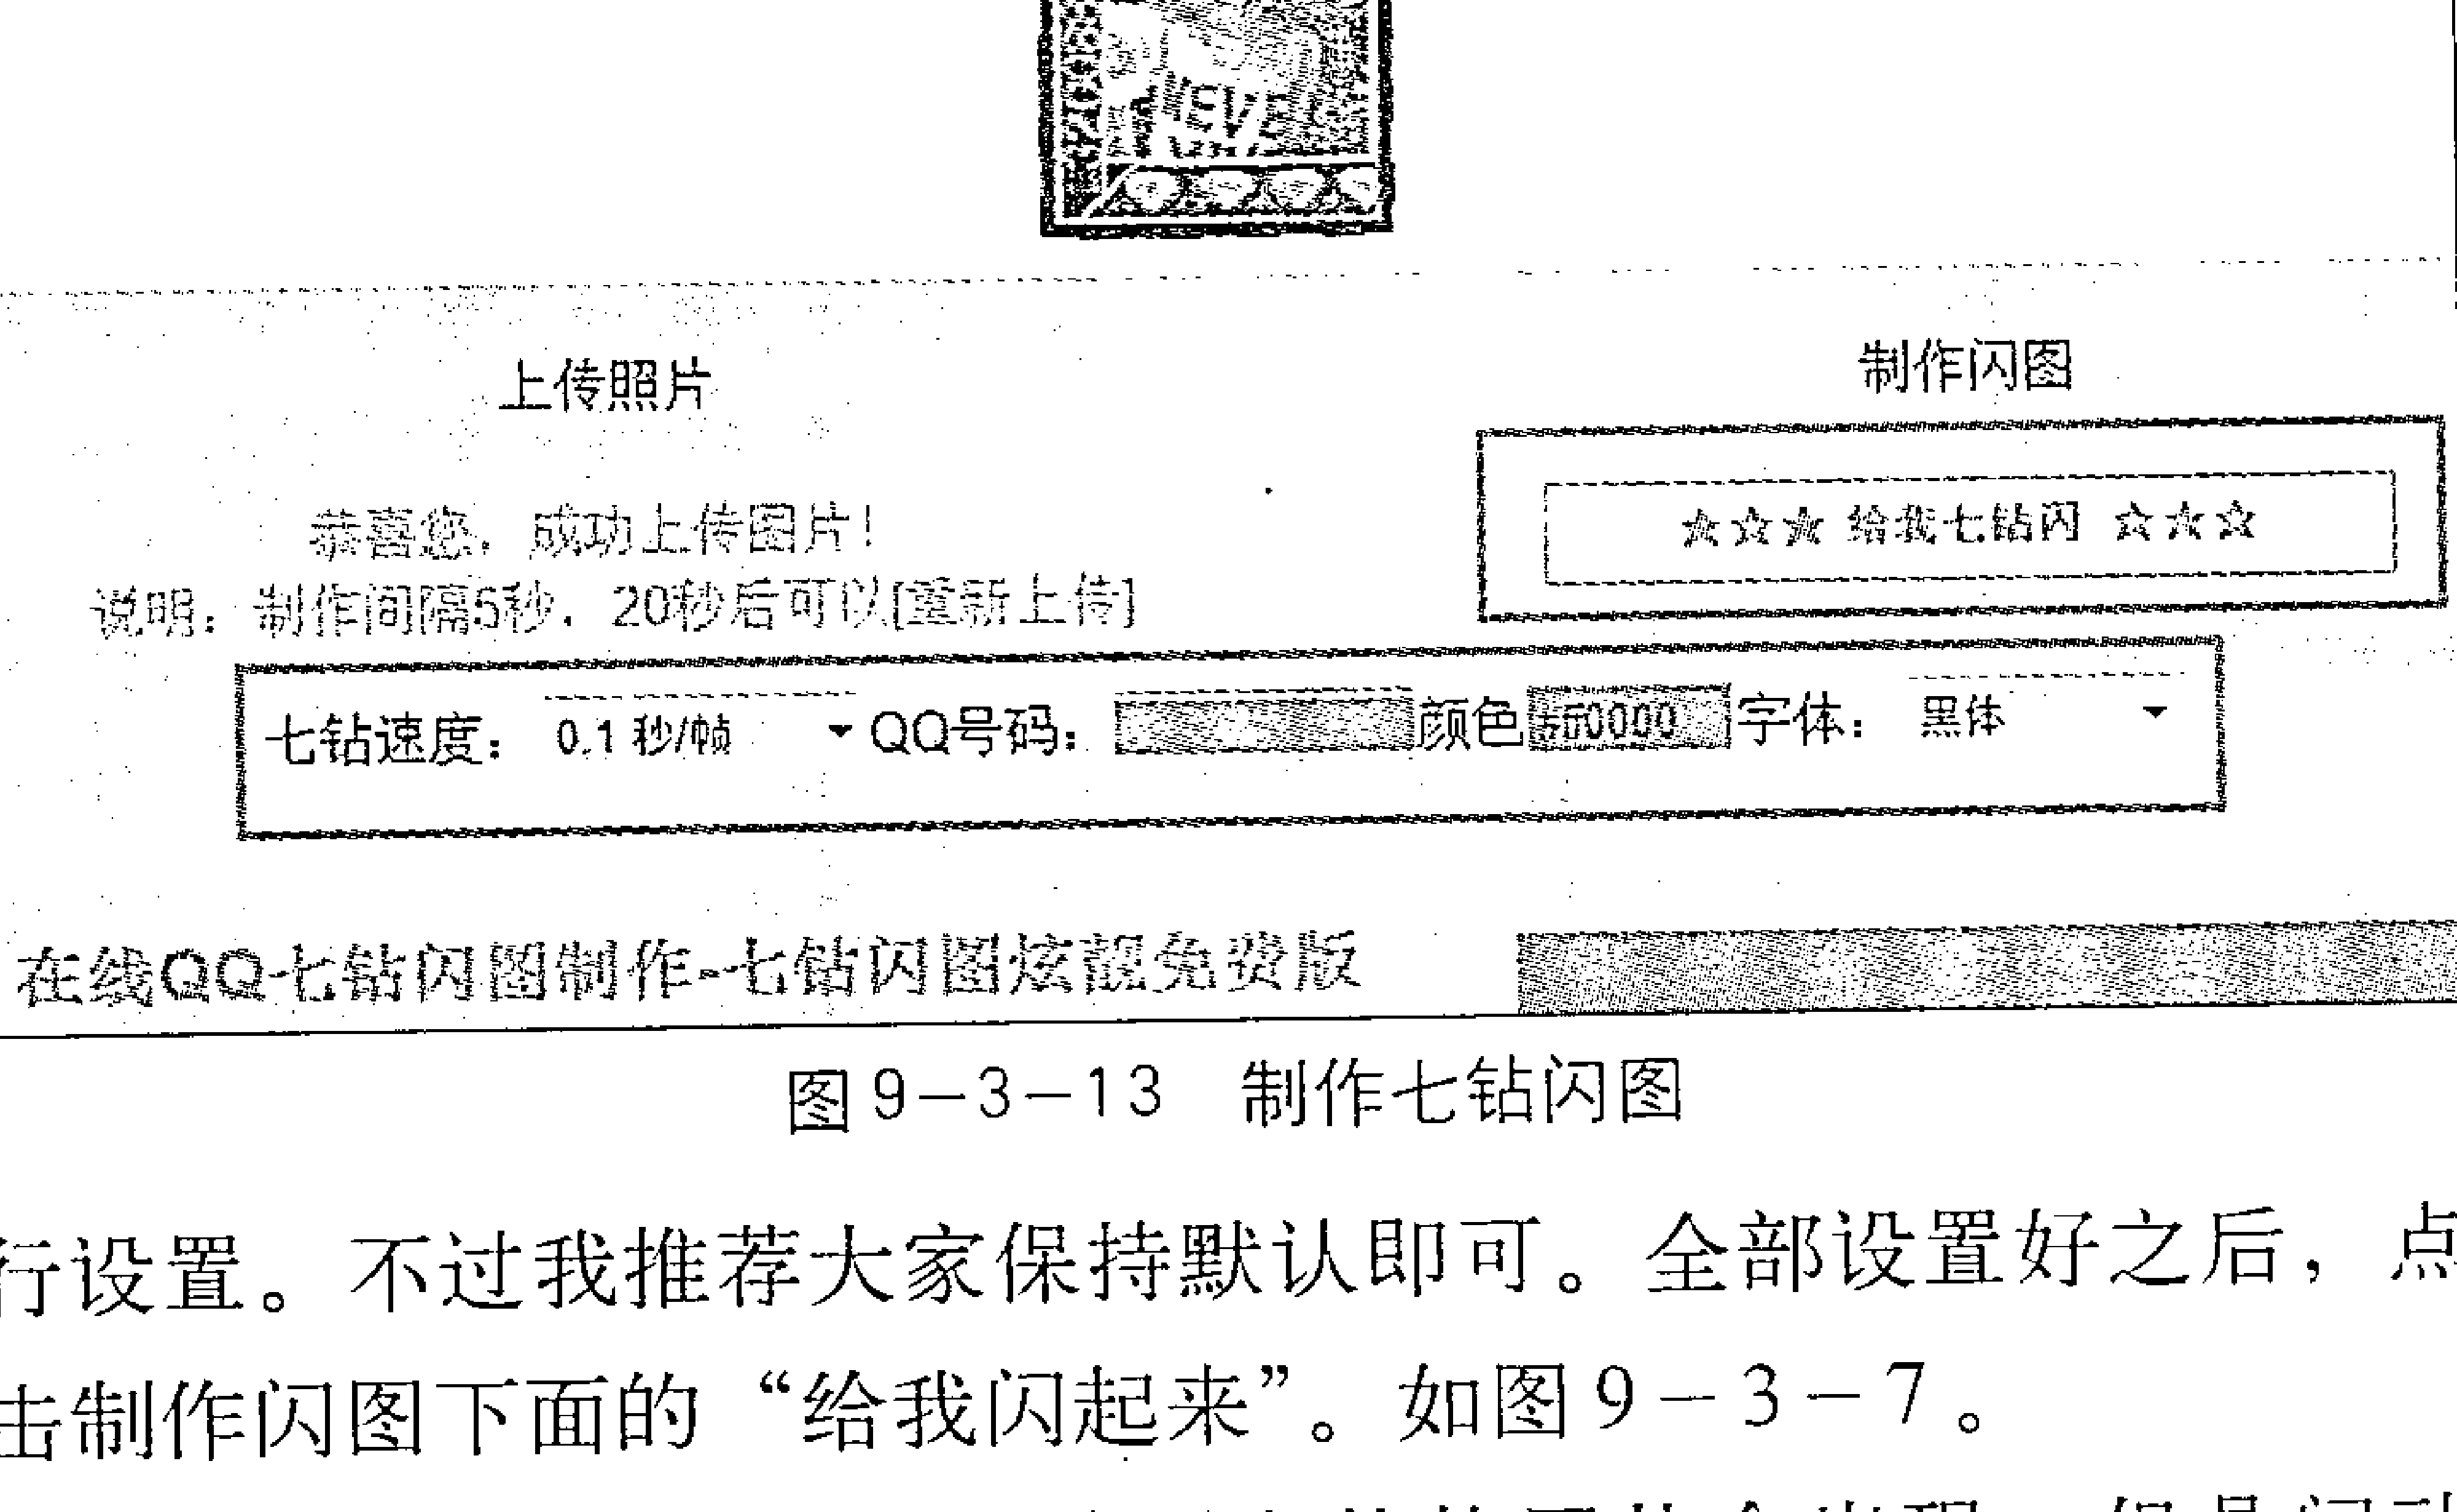 上传照片
制作闪图
恭喜您，成功上传图片！
☆☆☆ 给我七钻闪 ☆☆☆
说明：制作间隔5秒，20秒后可以[重新上传]
七钻速度： 0.1 秒/帧 QQ号码： 颜色 #ff0000 字体： 黑体
在线QQ七钻闪图制作-七钻闪图炫靓免费版
图9-3-13 制作七钻闪图
行设置。不过我推荐大家保持默认即可。全部设置好之后，点
击制作闪图下面的“给我闪起来”。如图9-3-7。